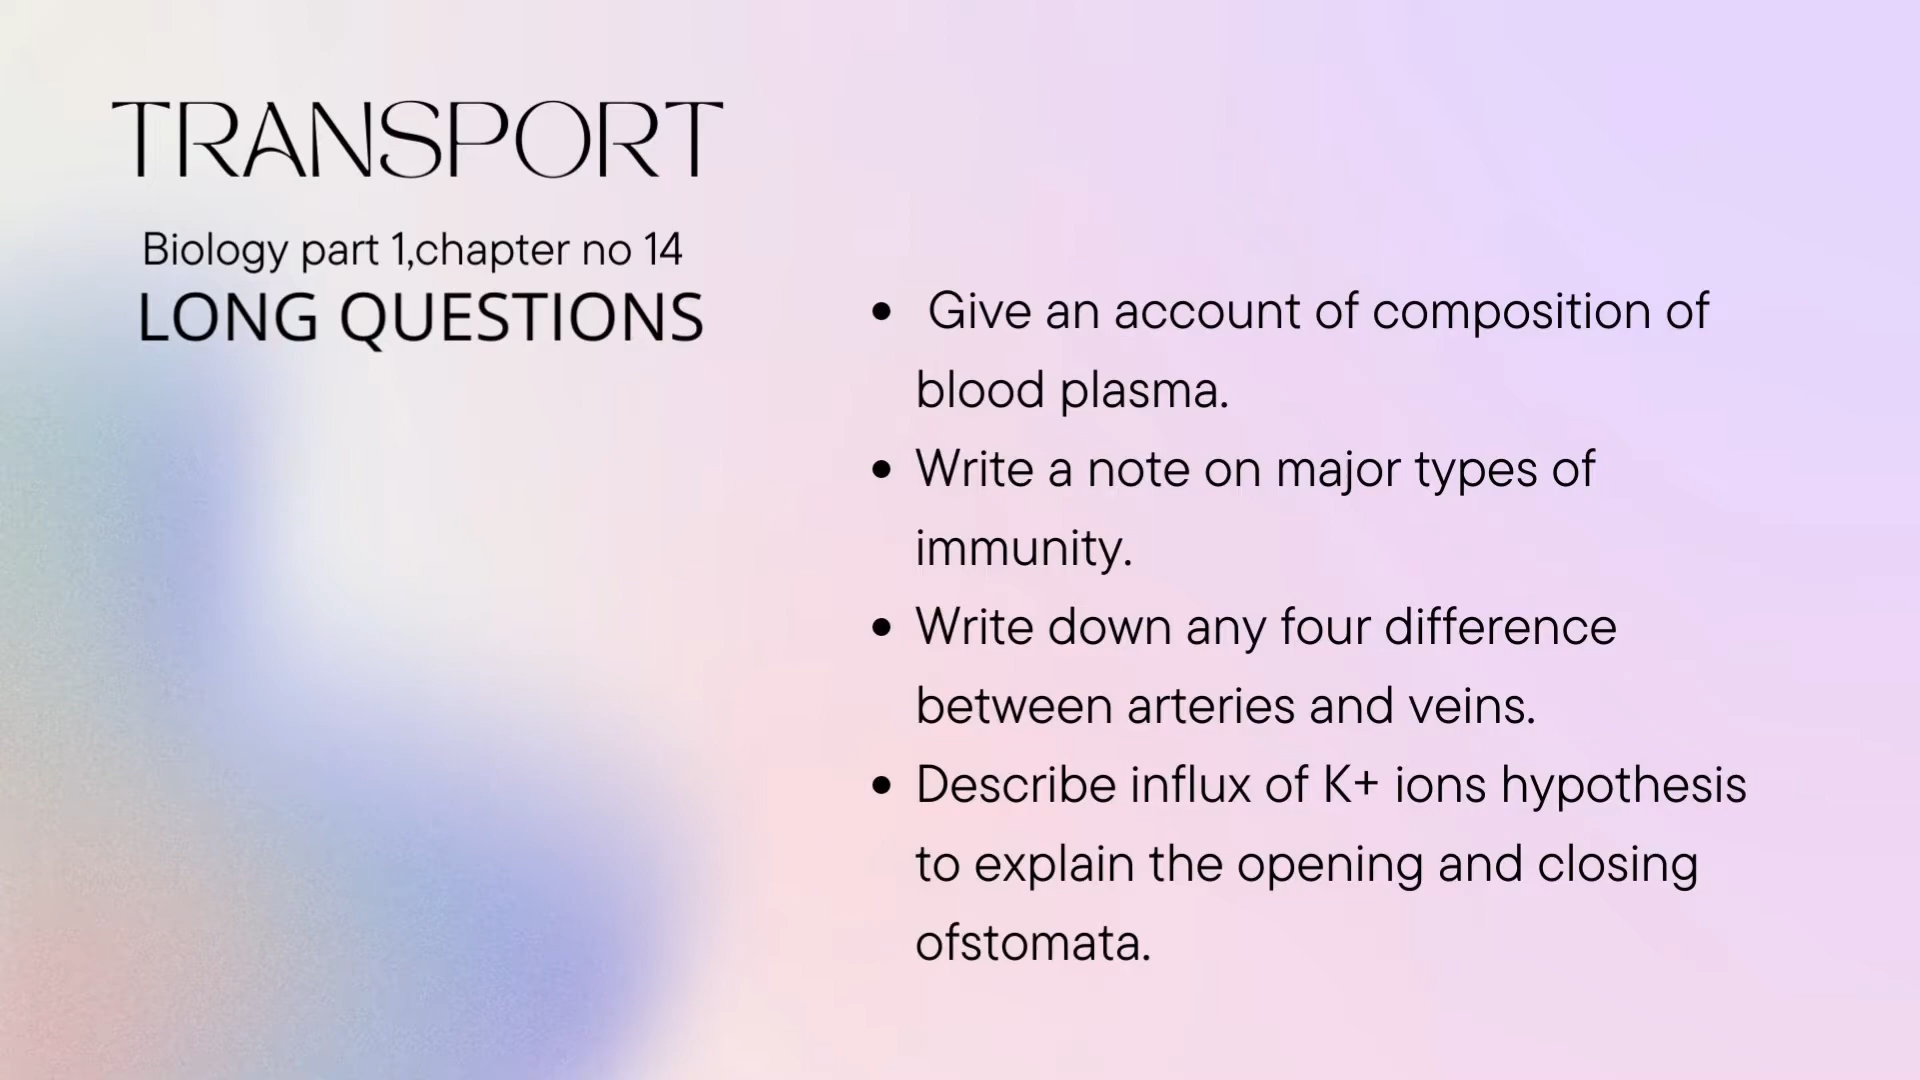 TRANSPORT
Biology part 1,chapter no 14
LONG QUESTIONS
• Give an account of composition of
blood plasma.
• Write a note on major types of
immunity.
• Write down any four difference
between arteries and veins.
• Describe influx of K+ ions hypothesis
to explain the opening and closing
ofstomata.